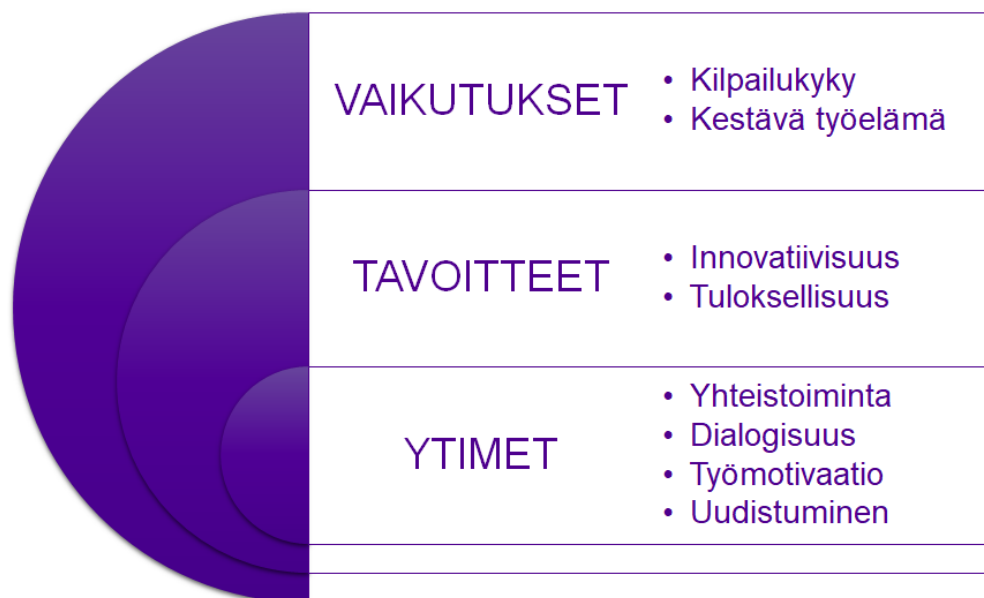 VAIKUTUKSET
• Kilpailukyky
• Kestävä työelämä
TAVOITTEET
• Innovatiivisuus
• Tuloksellisuus
YTIMET
• Yhteistoiminta
• Dialogisuus
• Työmotivaatio
• Uudistuminen